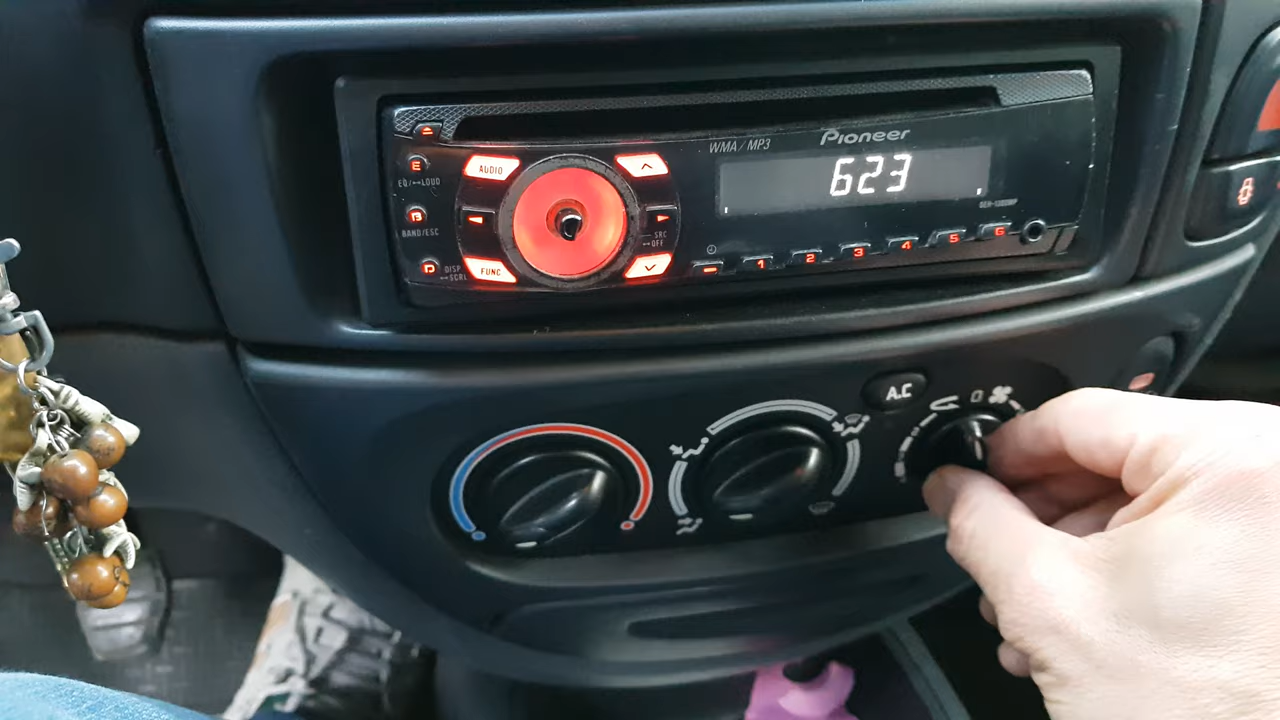 Pioneer
WMA / MP3
623
AUDIO
E
EQ/LOUD
B
BAND/ESC
D
DISP
SCRL
FUNC
SRC
OFF
1 2 3 4 5 6
A.C